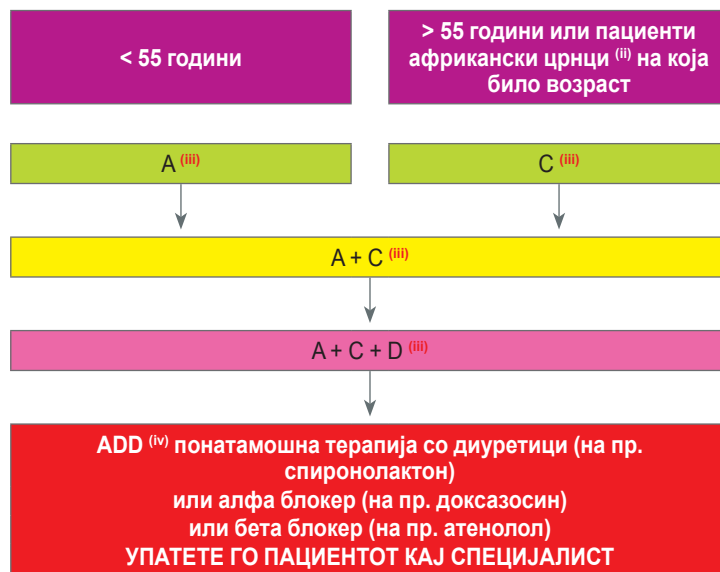 < 55 години
> 55 години или пациенти
африкански црнци (ii) на која
било возраст
A (iii)
C (iii)
A + C (iii)
A + C + D (iii)
ADD (iv) понатамошна терапија со диуретици (на пр.
спиронолактон)
или алфа блокер (на пр. доксазосин)
или бета блокер (на пр. атенолол)
УПАТЕТЕ ГО ПАЦИЕНТОТ КАЈ СПЕЦИЈАЛИСТ